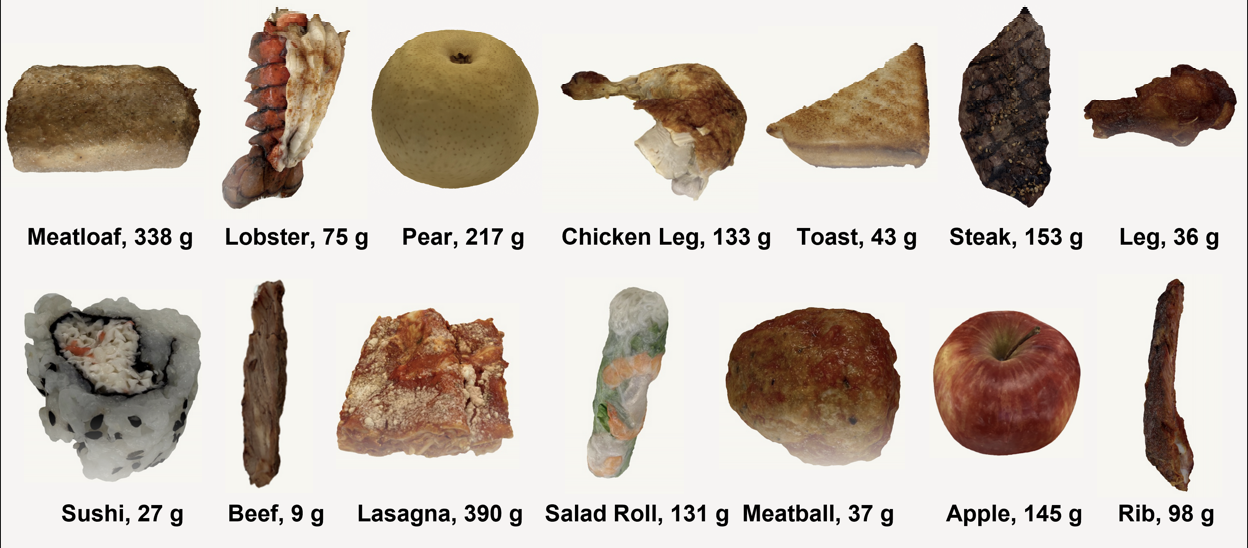 Meatloaf, 338 g
Lobster, 75 g
Pear, 217 g
Chicken Leg, 133 g
Toast, 43 g
Steak, 153 g
Leg, 36 g
Sushi, 27 g
Beef, 9 g
Lasagna, 390 g
Salad Roll, 131 g
Meatball, 37 g
Apple, 145 g
Rib, 98 g